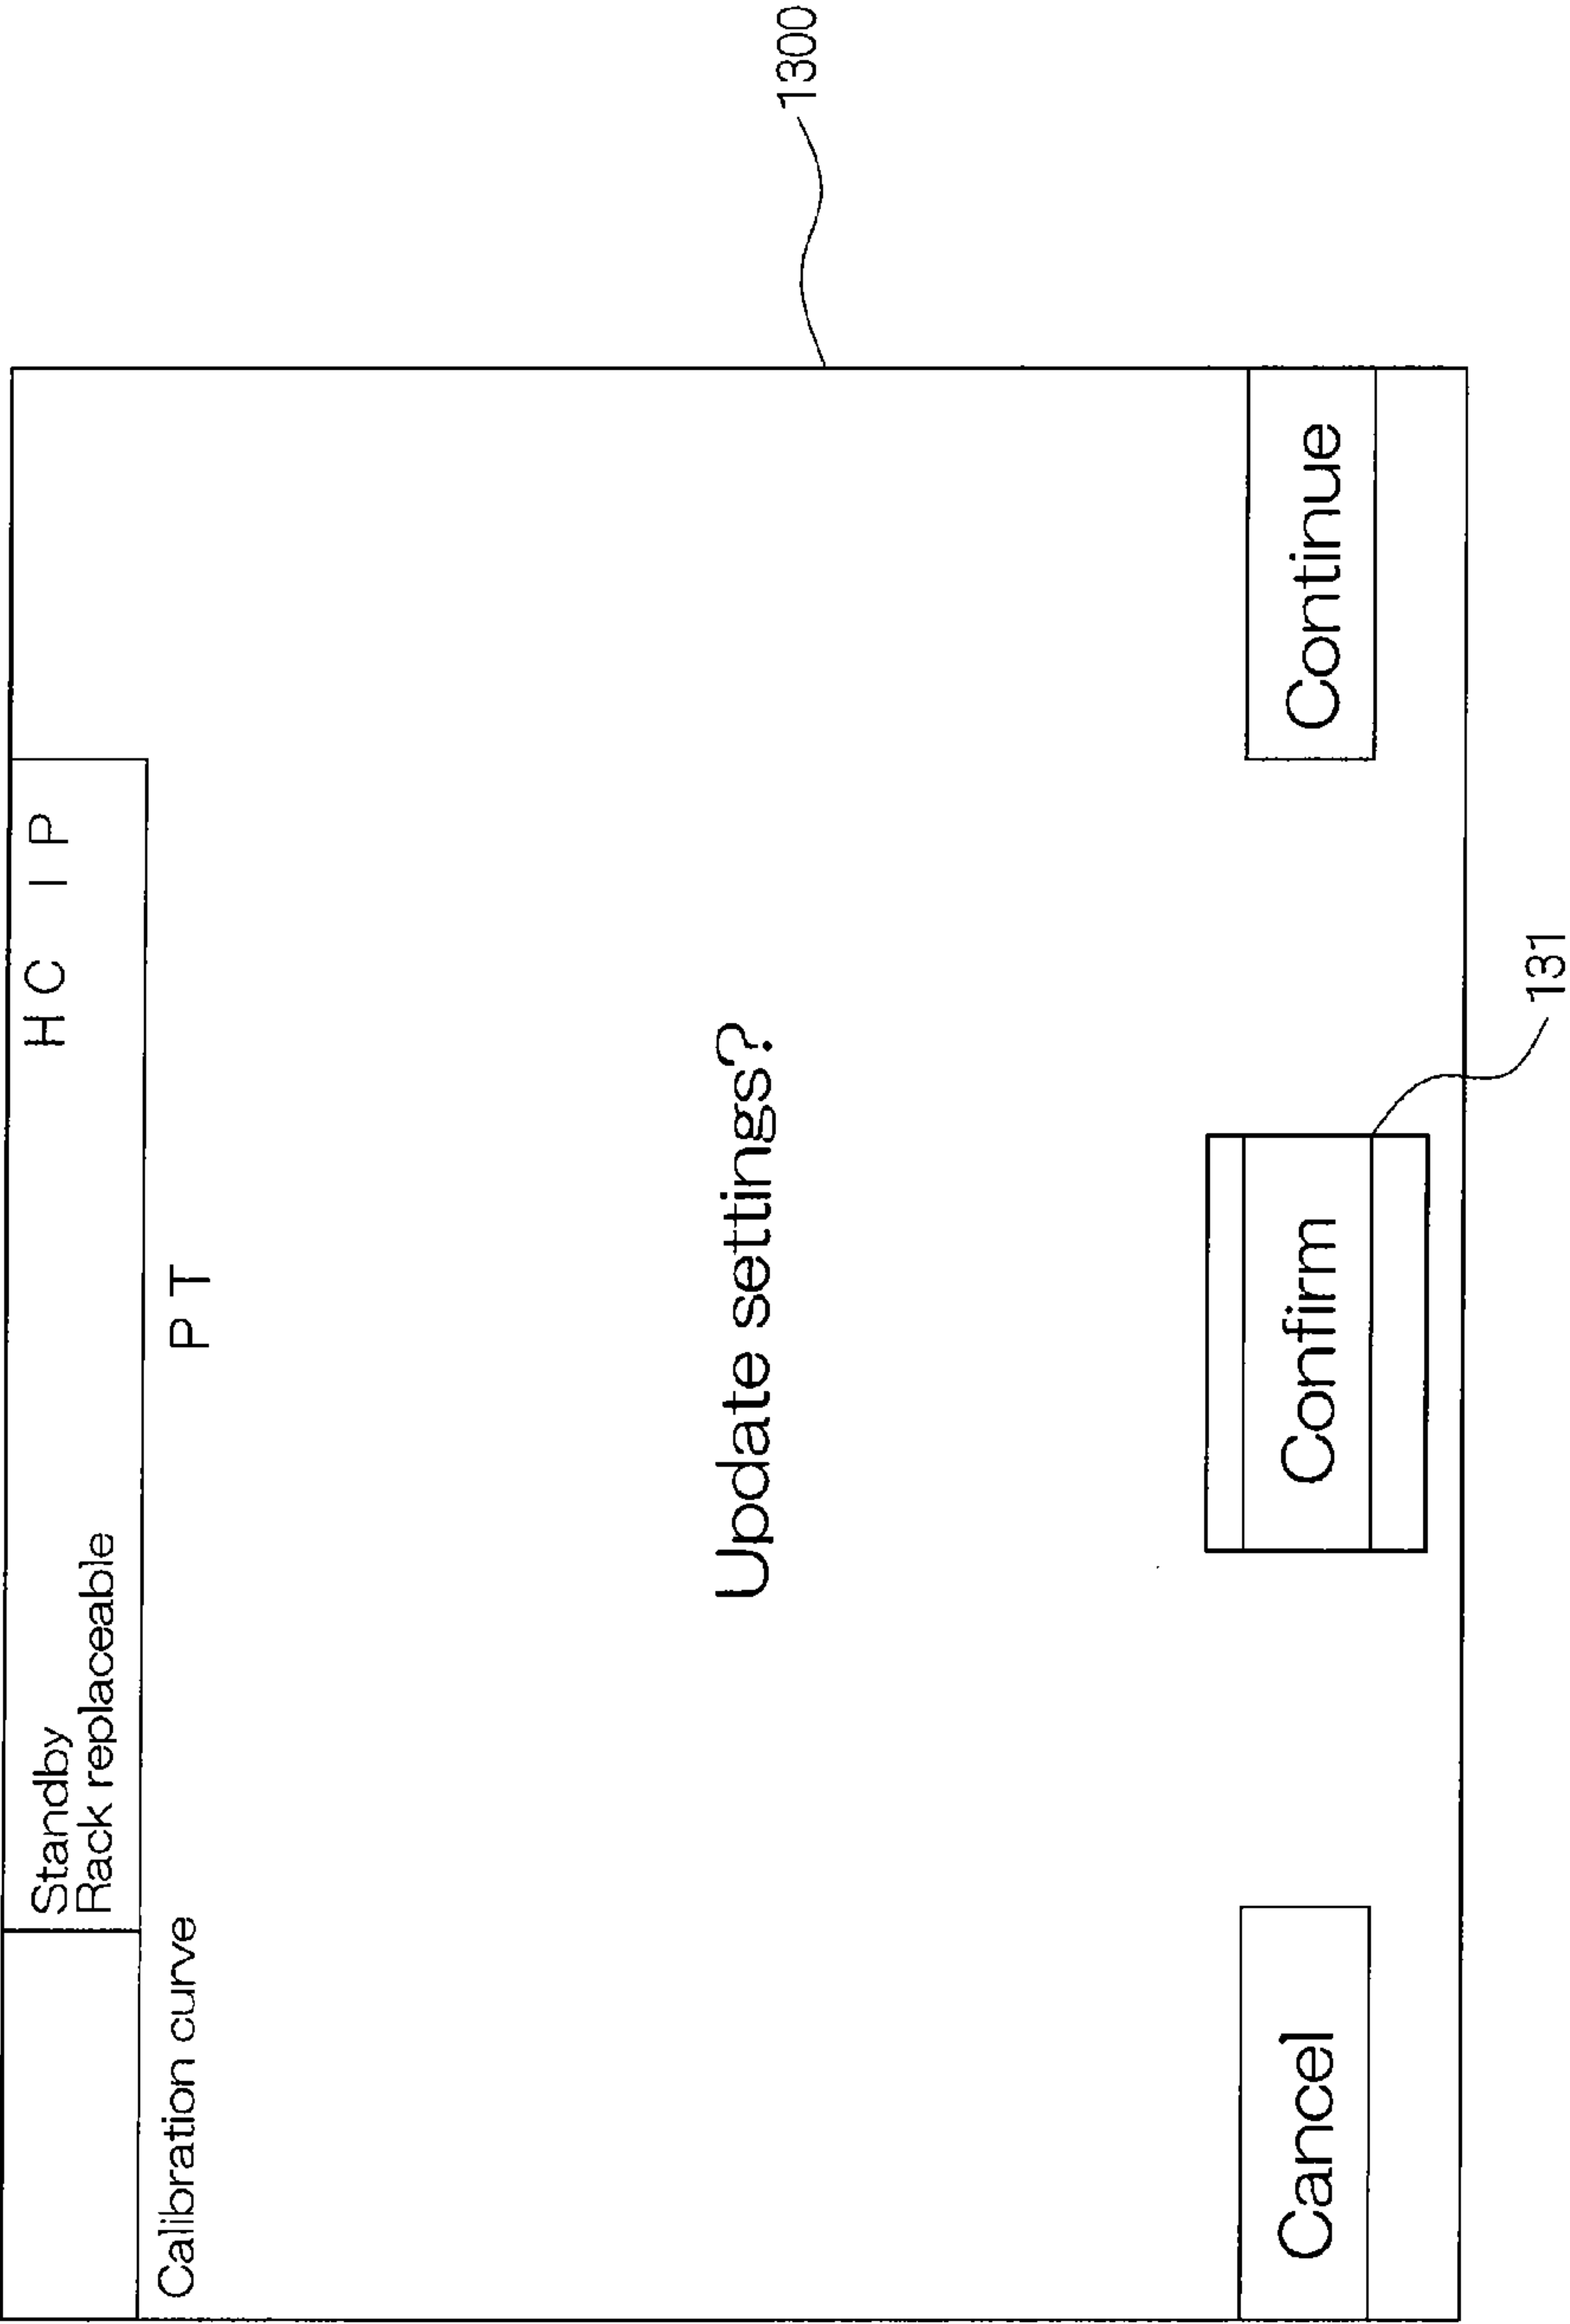 Standby
Rack replaceable
H C I P
Calibration curve
P T
Update settings?
Cancel
Confirm
Continue
1300
131